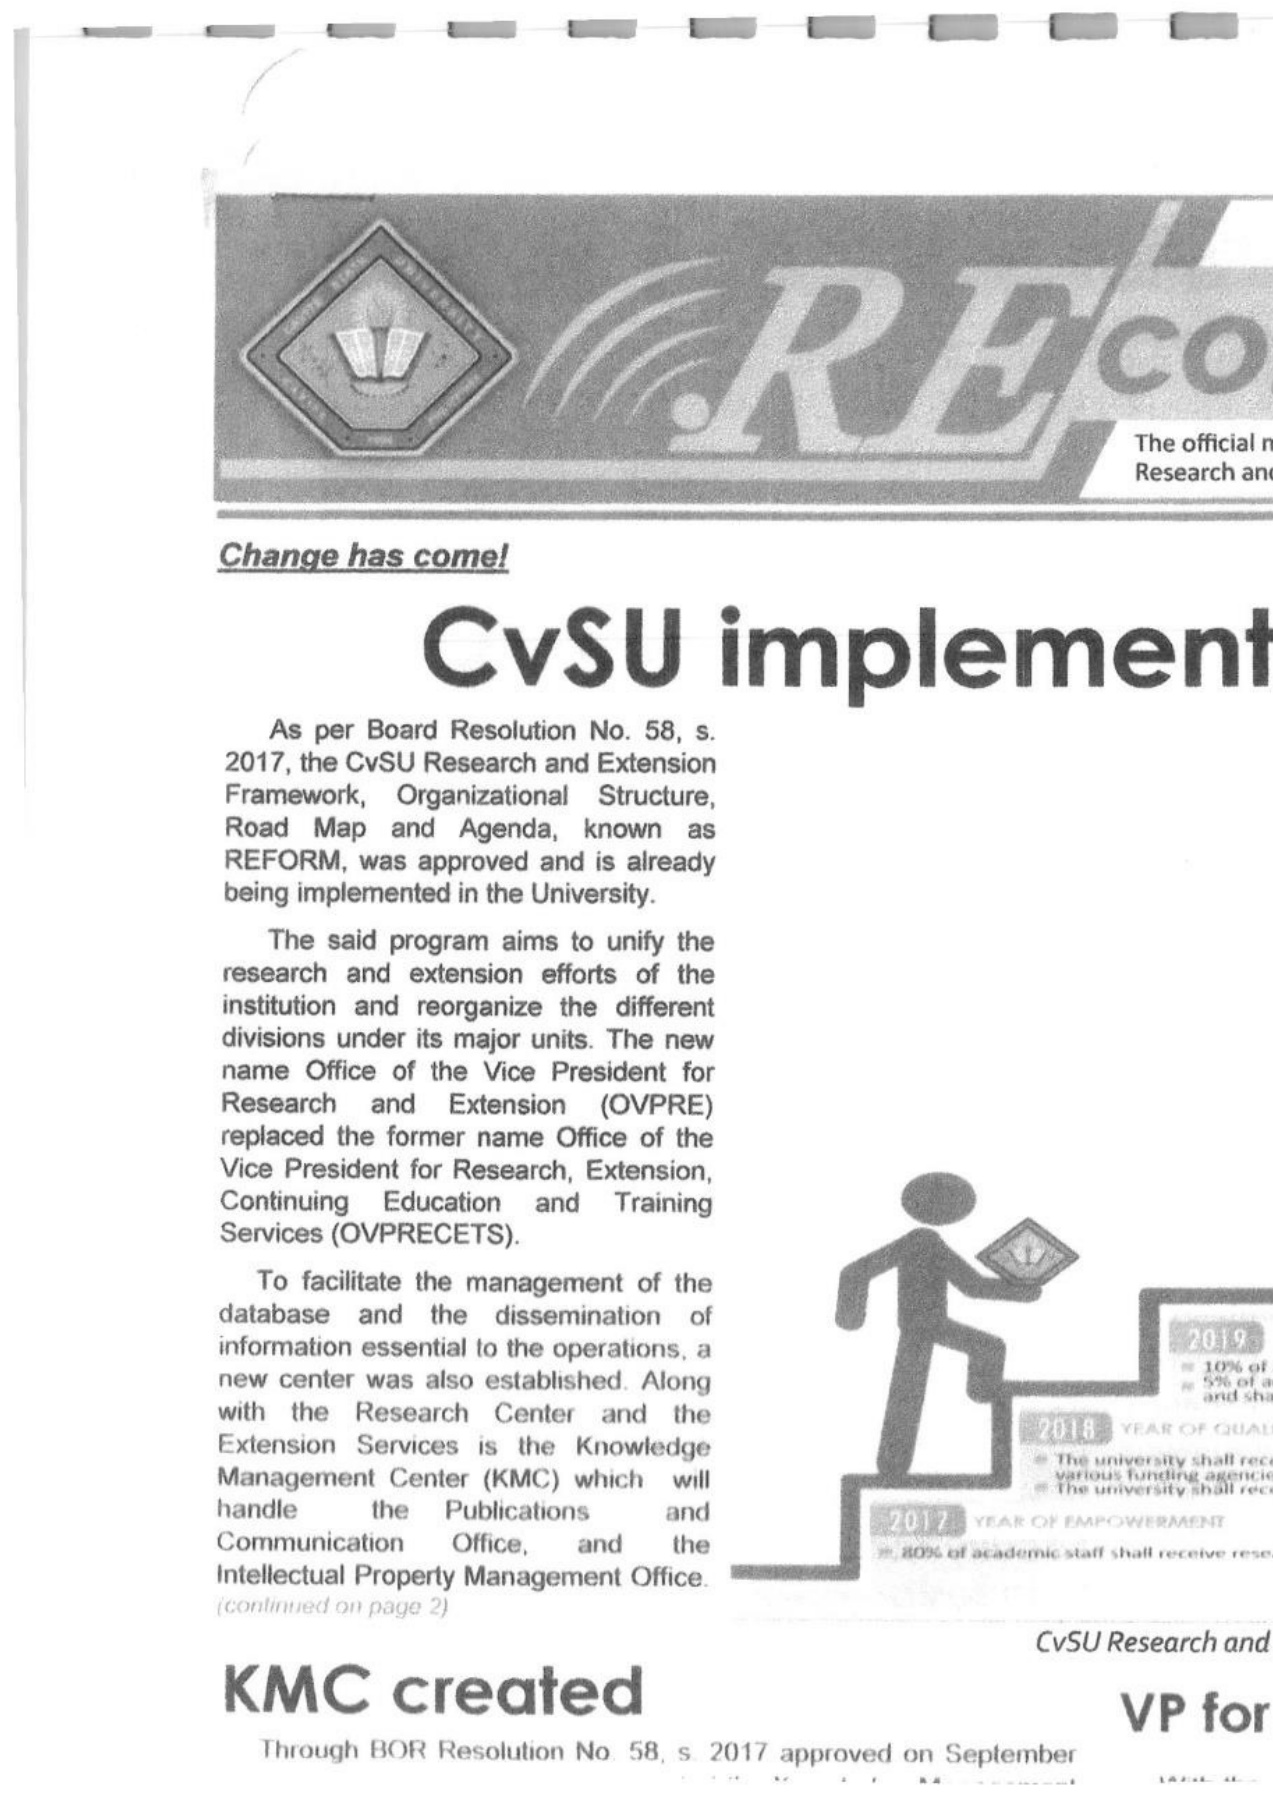 RE
CO
The official
Research and
Change has come!
CvSU implement
As per Board Resolution No. 58, s.
2017, the CvSU Research and Extension
Framework, Organizational Structure,
Road Map and Agenda, known as
REFORM, was approved and is already
being implemented in the University.
The said program aims to unify the
research and extension efforts of the
institution and reorganize the different
divisions under its major units. The new
name Office of the Vice President for
Research and Extension (OVPRE)
replaced the former name Office of the
Vice President for Research, Extension,
Continuing Education and Training
Services (OVPRECETS).
To facilitate the management of the
database and the dissemination of
information essential to the operations, a
new center was also established. Along
with the Research Center and the
Extension Services is the Knowledge
Management Center (KMC) which will
handle the Publications and
Communication Office, and the
Intellectual Property Management Office.
(continued on page 2)
2019
10% of
5% of
and
2018 YEAR OF
The university shall
various funding
The university shall
2017 YEAR OF EMPOWERMENT
80% of academic staff shall receive
CvSU Research and
KMC created
Through BOR Resolution No. 58, s. 2017 approved on September
VP for